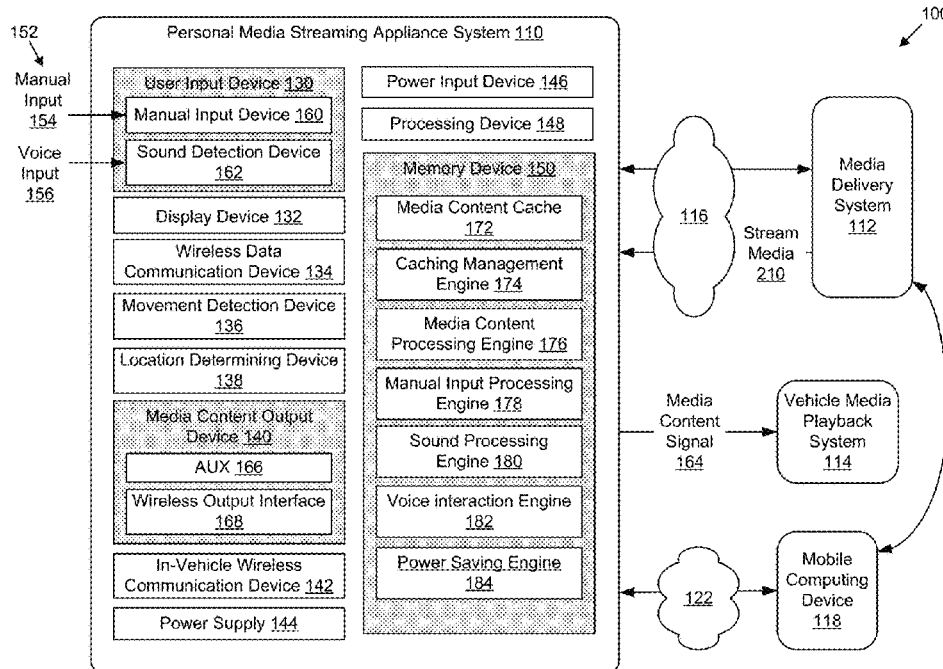 100
152
Manual
Input
154
Voice
Input
156
Personal Media Streaming Appliance System 110
User Input Device 130
Manual Input Device 160
Sound Detection Device
162
Display Device 132
Wireless Data
Communication Device 134
Movement Detection Device
136
Location Determining Device
138
Media Content Output
Device 140
AUX 166
Wireless Output Interface
168
In-Vehicle Wireless
Communication Device 142
Power Supply 144
Power Input Device 146
Processing Device 148
Memory Device 150
Media Content Cache
172
Caching Management
Engine 174
Media Content
Processing Engine 176
Manual Input Processing
Engine 178
Sound Processing
Engine 180
Voice interaction Engine
182
Power Saving Engine
184
116
Stream
Media
210
Media
Delivery
System
112
Media
Content
Signal
164
Vehicle Media
Playback
System
114
122
Mobile
Computing
Device
118